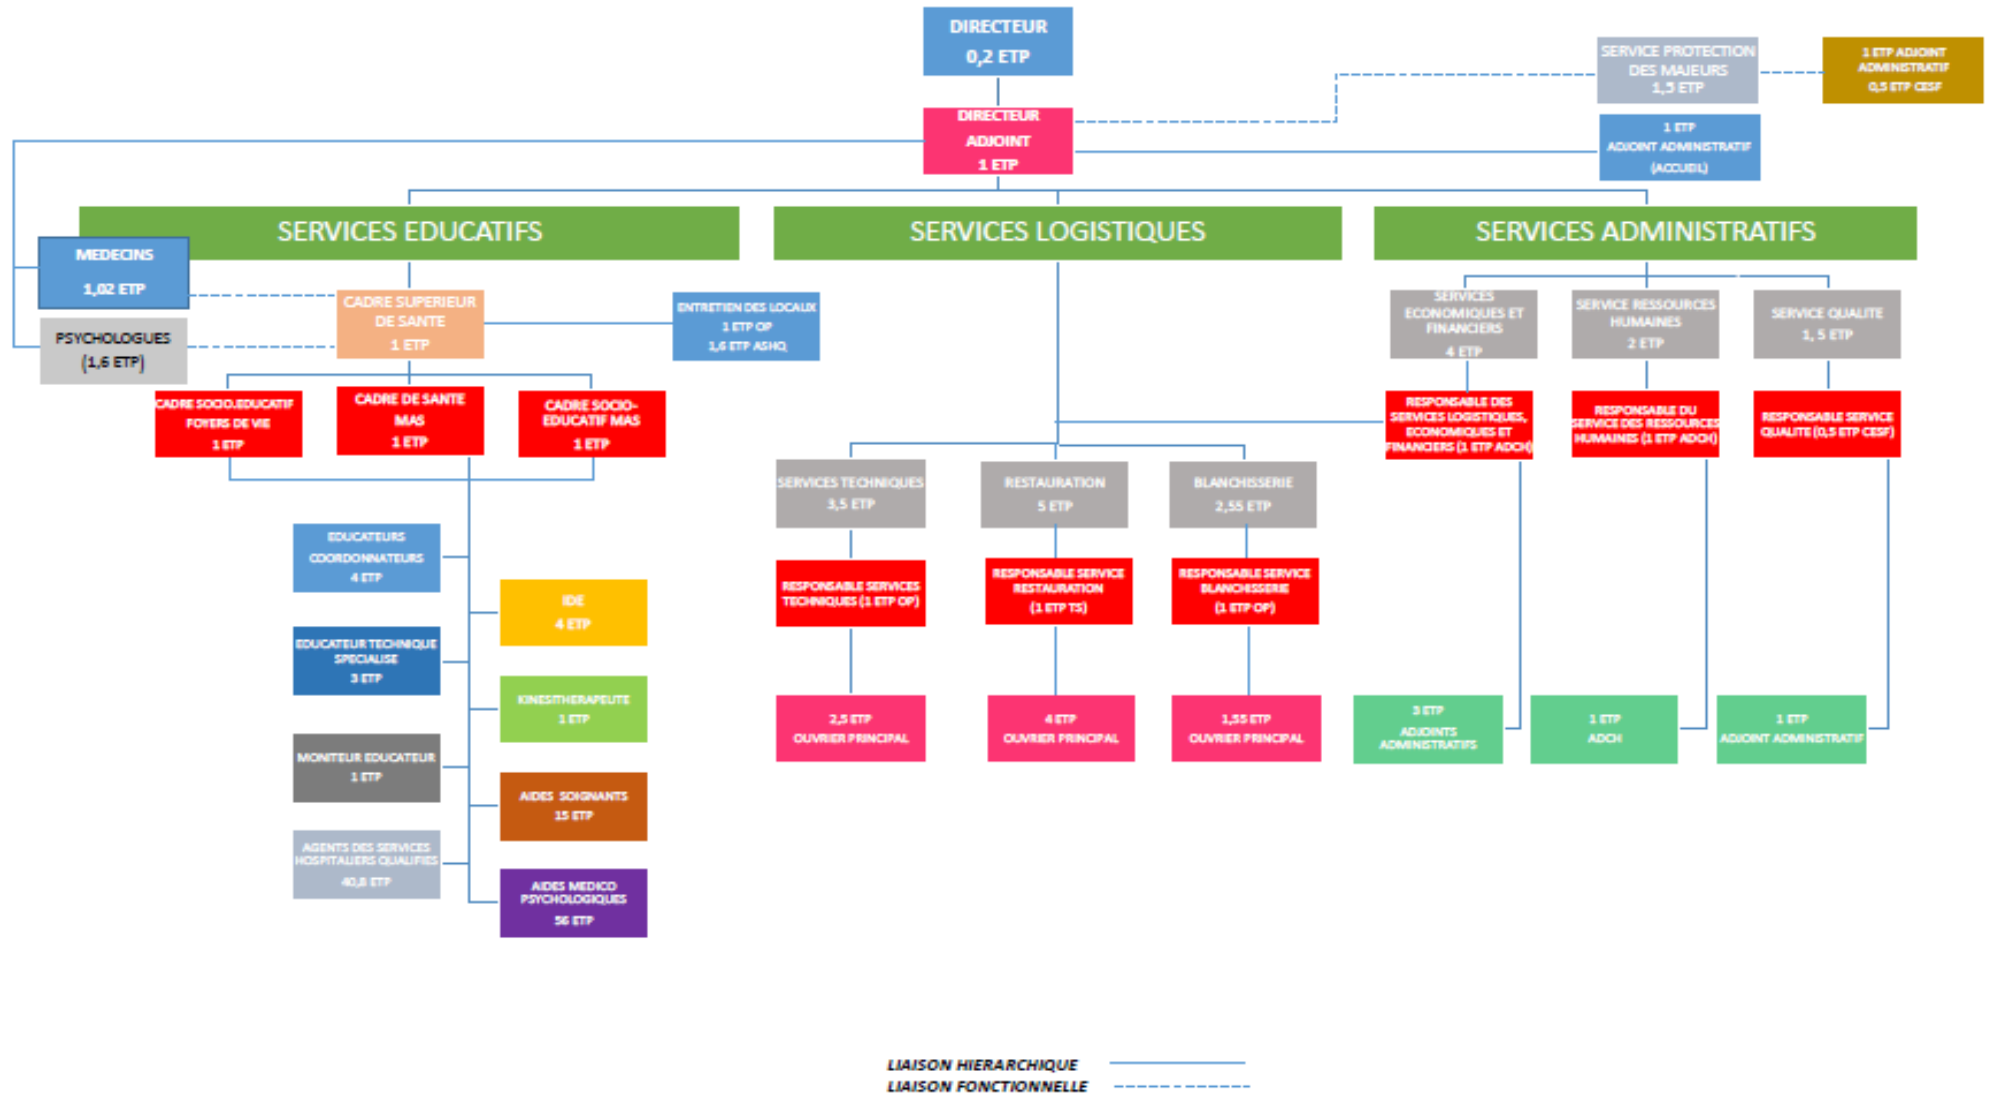 DIRECTEUR
0,2 ETP
DIRECTEUR
ADJOINT
1 ETP
SERVICE PROTECTION
DES MAJEURS
1,5 ETP
1 ETP ADJOINT
ADMINISTRATIF
0,5 ETP CESF
1 ETP
ADJOINT ADMINISTRATIF
(ACCUEIL)
SERVICES EDUCATIFS
SERVICES LOGISTIQUES
SERVICES ADMINISTRATIFS
MEDECINS
1,02 ETP
PSYCHOLOGUES
(1,6 ETP)
CADRE SUPERIEUR
DE SANTE
1 ETP
ENTRETIEN DES LOCAUX
1 ETP OP
1,6 ETP ASHQ
SERVICES
ECONOMIQUES ET
FINANCIERS
4 ETP
SERVICE RESSOURCES
HUMAINES
2 ETP
SERVICE QUALITE
1, 5 ETP
CADRE SOCIO.EDUCATIF
FOYERS DE VIE
1 ETP
CADRE DE SANTE
MAS
1 ETP
CADRE SOCIO-
EDUCATIF MAS
1 ETP
RESPONSABLE DES
SERVICES LOGISTIQUES,
ECONOMIQUES ET
FINANCIERS (1 ETP ADCH)
RESPONSABLE DU
SERVICE DES RESSOURCES
HUMAINES (1 ETP ADCH)
RESPONSABLE SERVICE
QUALITE (0,5 ETP CESF)
SERVICES TECHNIQUES
3,5 ETP
RESTAURATION
5 ETP
BLANCHISSERIE
2,55 ETP
EDUCATEURS
COORDONNATEURS
4 ETP
IDE
4 ETP
RESPONSABLE SERVICES
TECHNIQUES (1 ETP OP)
RESPONSABLE SERVICE
RESTAURATION
(1 ETP TS)
RESPONSABLE SERVICE
BLANCHISSERIE
(1 ETP OP)
EDUCATEUR TECHNIQUE
SPECIALISE
3 ETP
KINESITHERAPEUTE
1 ETP
2,5 ETP
OUVRIER PRINCIPAL
4 ETP
OUVRIER PRINCIPAL
1,55 ETP
OUVRIER PRINCIPAL
3 ETP
ADJOINTS
ADMINISTRATIFS
1 ETP
ADCH
1 ETP
ADJOINT ADMINISTRATIF
MONITEUR EDUCATEUR
1 ETP
AIDES SOIGNANTS
15 ETP
AGENTS DES SERVICES
HOSPITALIERS QUALIFIES
40,8 ETP
AIDES MEDICO
PSYCHOLOGIQUES
56 ETP
LIAISON HIERARCHIQUE
LIAISON FONCTIONNELLE